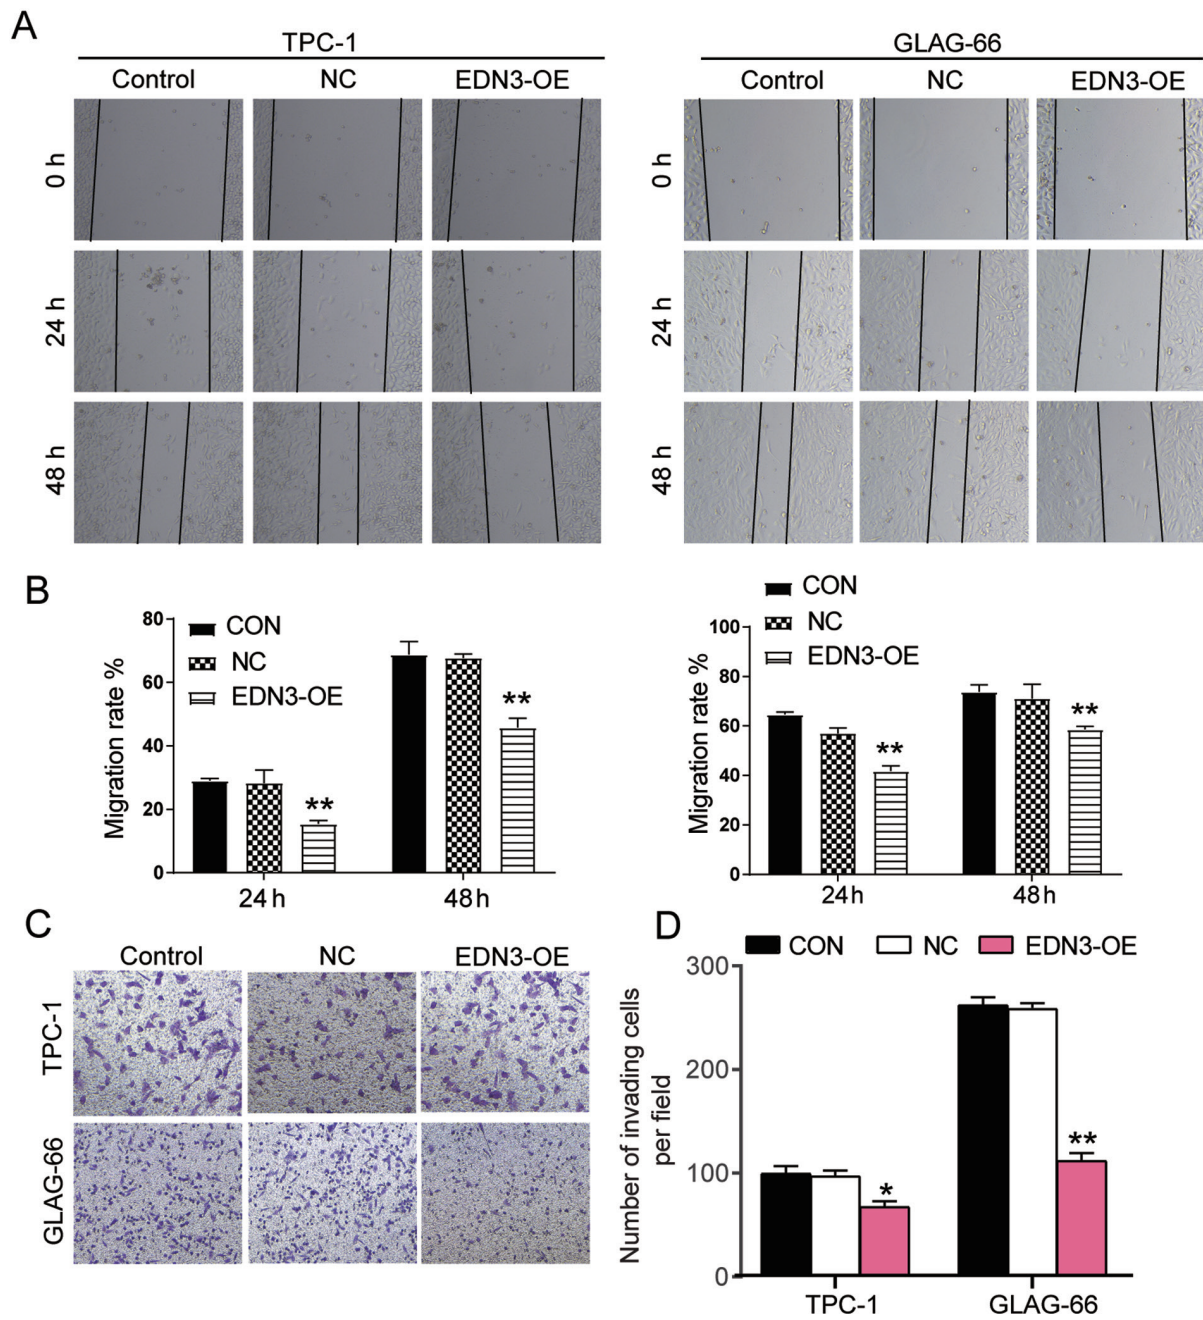 A
TPC-1
GLAG-66
Control NC EDN3-OE
Control NC EDN3-OE
0 h
0 h
24 h
24 h
48 h
48 h
B
Migration rate %
80
60
40
20
0
CON
NC
EDN3-OE
**
**
24 h 48 h
CON
NC
EDN3-OE
Migration rate %
100
80
60
40
20
0
**
**
24 h 48 h
C
Control NC EDN3-OE
TPC-1
GLAG-66
D
CON NC EDN3-OE
Number of invading cells
per field
300
200
100
0
*
**
TPC-1 GLAG-66